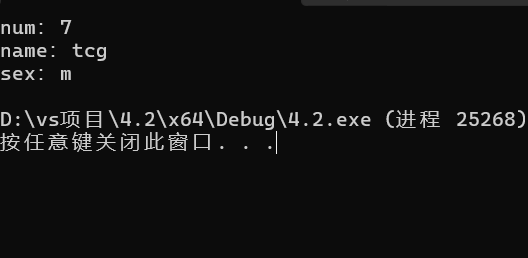 num: 7
name: tcg
sex: m
D:\vs项目\4.2\x64\Debug\4.2.exe (进程 25268)
按任意键关闭此窗口. . .